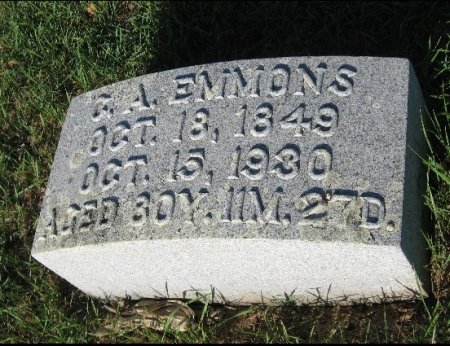 G. A. EMMONS
OCT. 18, 1849
OCT. 15, 1930
AGED 80Y. 11M. 27D.